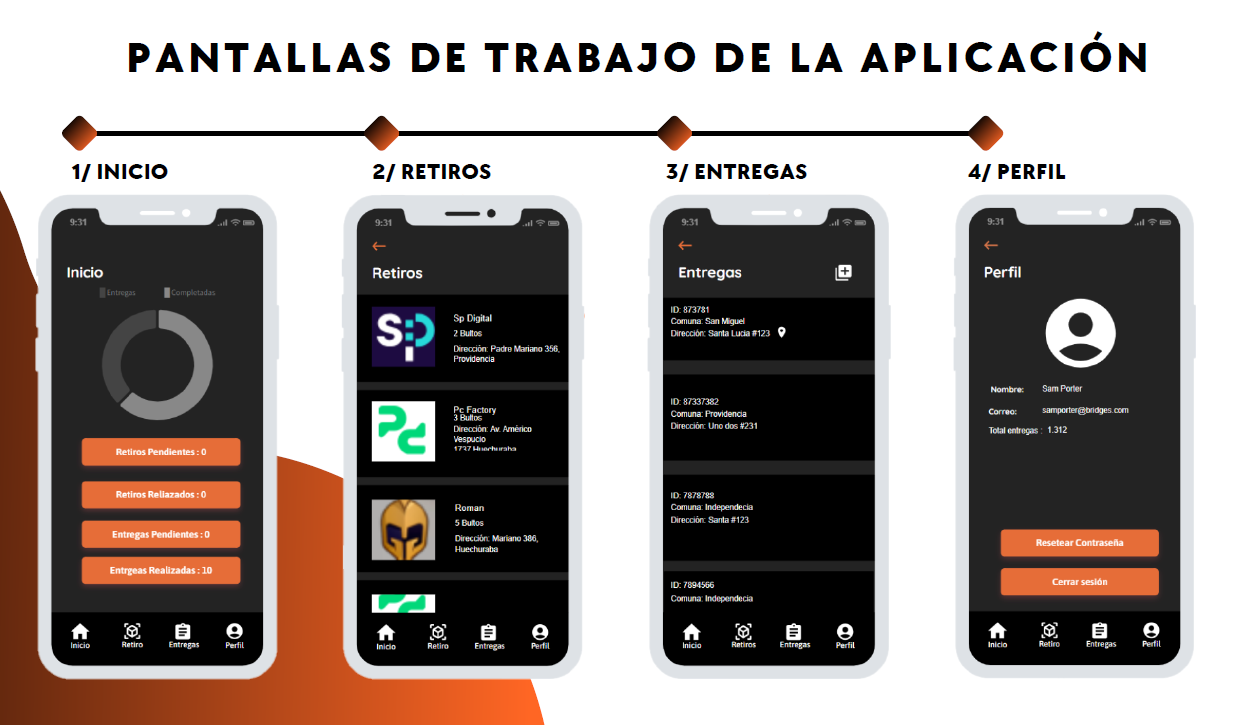 PANTALLAS DE TRABAJO DE LA APLICACIÓN
1/ INICIO
9:31
Inicio
Entregas
Completadas
Retiros Pendientes : 0
Retiros Reliazados : 0
Entregas Pendientes : 0
Entrgeas Realizadas : 10
Inicio
Retiro
Entregas
Perfil
2/ RETIROS
9:31
Retiros
Sp Digital
2 Bultos
Dirección: Padre Mariano 356,
Providencia
Pc Factory
3 Bultos
Dirección: Av. Américo
Vespucio
1737 Huechuraba
Roman
5 Bultos
Dirección: Mariano 386,
Huechuraba
Inicio
Retiro
Entregas
Perfil
3/ ENTREGAS
9:31
Entregas
ID: 873781
Comuna: San Miguel
Dirección: Santa Lucia #123
ID: 87337382
Comuna: Providencia
Dirección: Uno dos #231
ID: 7878788
Comuna: Independecia
Dirección: Santa #123
ID: 7894566
Comuna: Independecia
Inicio
Retiros
Entregas
Perfil
4/ PERFIL
9:31
Perfil
Nombre: Sam Porter
Correo: samporter@bridges.com
Total entregas : 1.312
Resetear Contraseña
Cerrar sesión
Inicio
Retiro
Entregas
Perfil